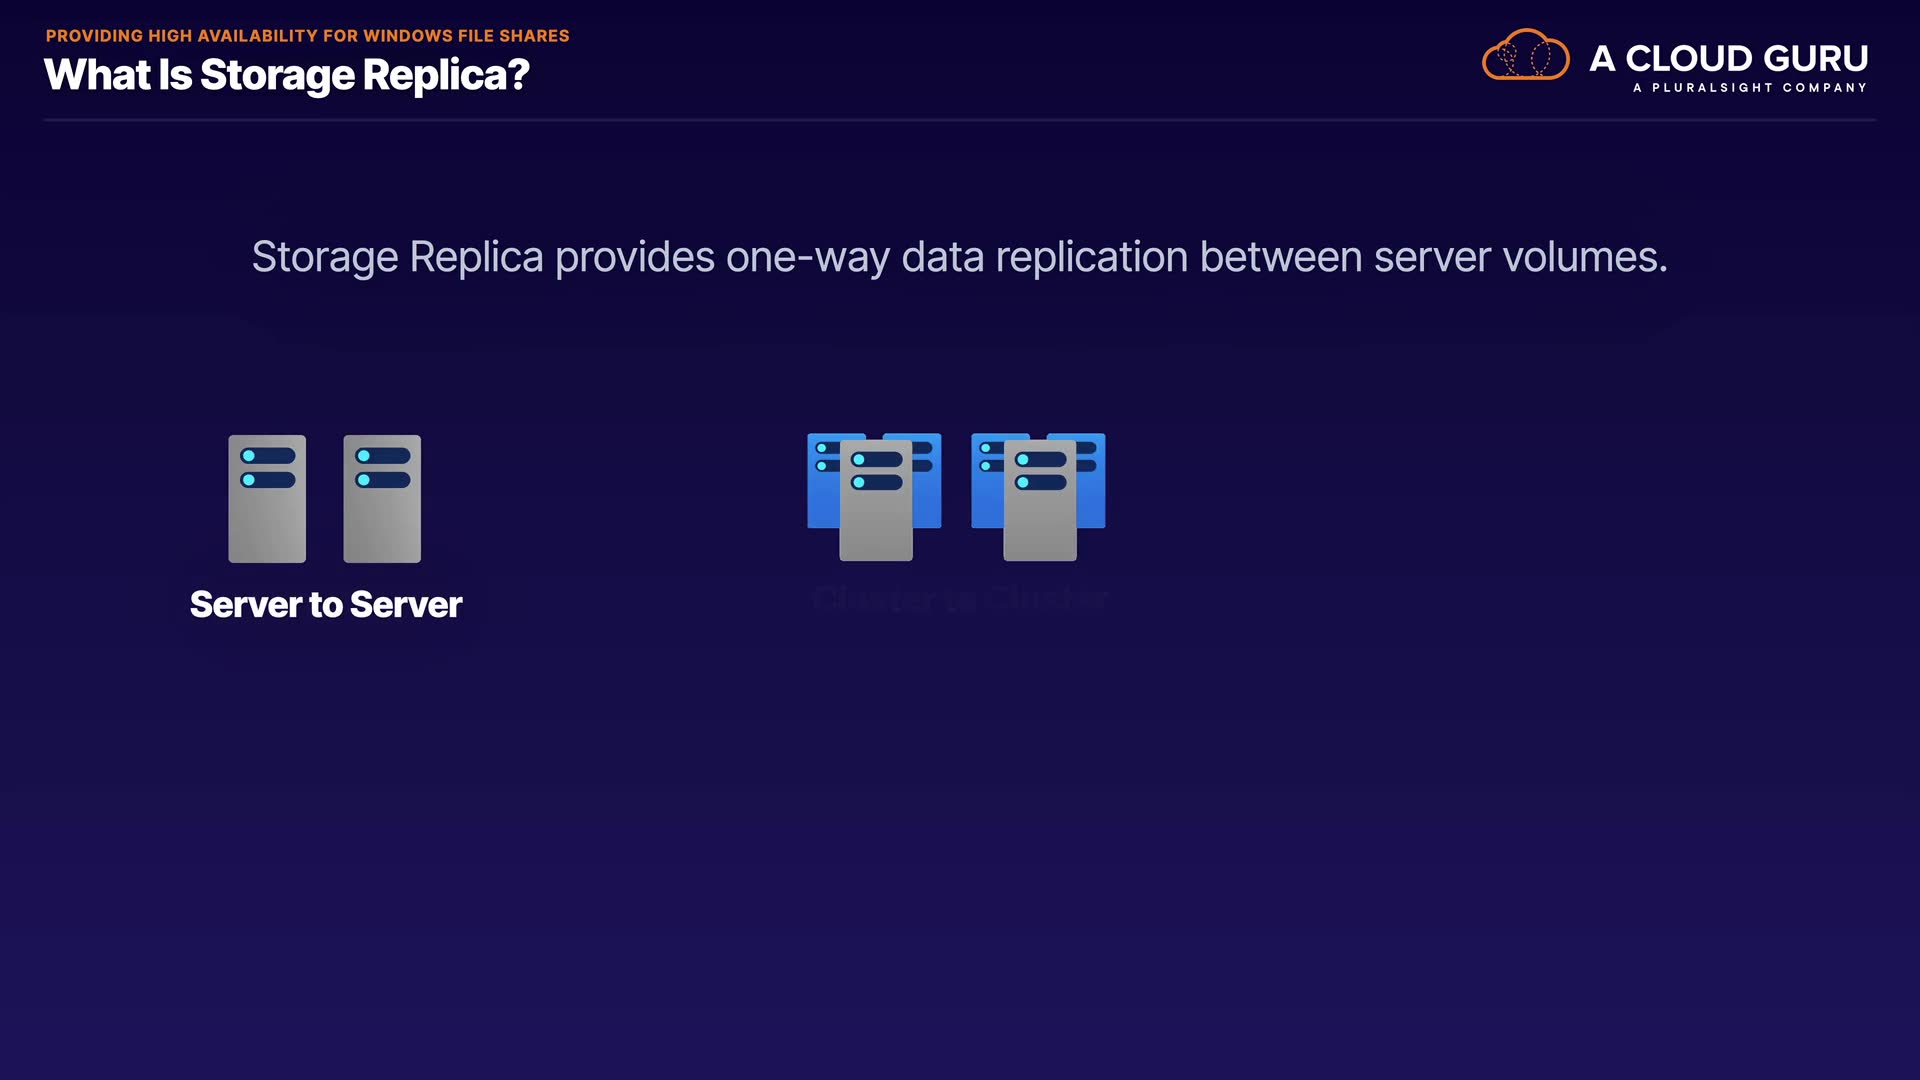 PROVIDING HIGH AVAILABILITY FOR WINDOWS FILE SHARES
What Is Storage Replica?
A CLOUD GURU
A PLURALSIGHT COMPANY
Storage Replica provides one-way data replication between server volumes.
Server to Server
Cluster to Cluster